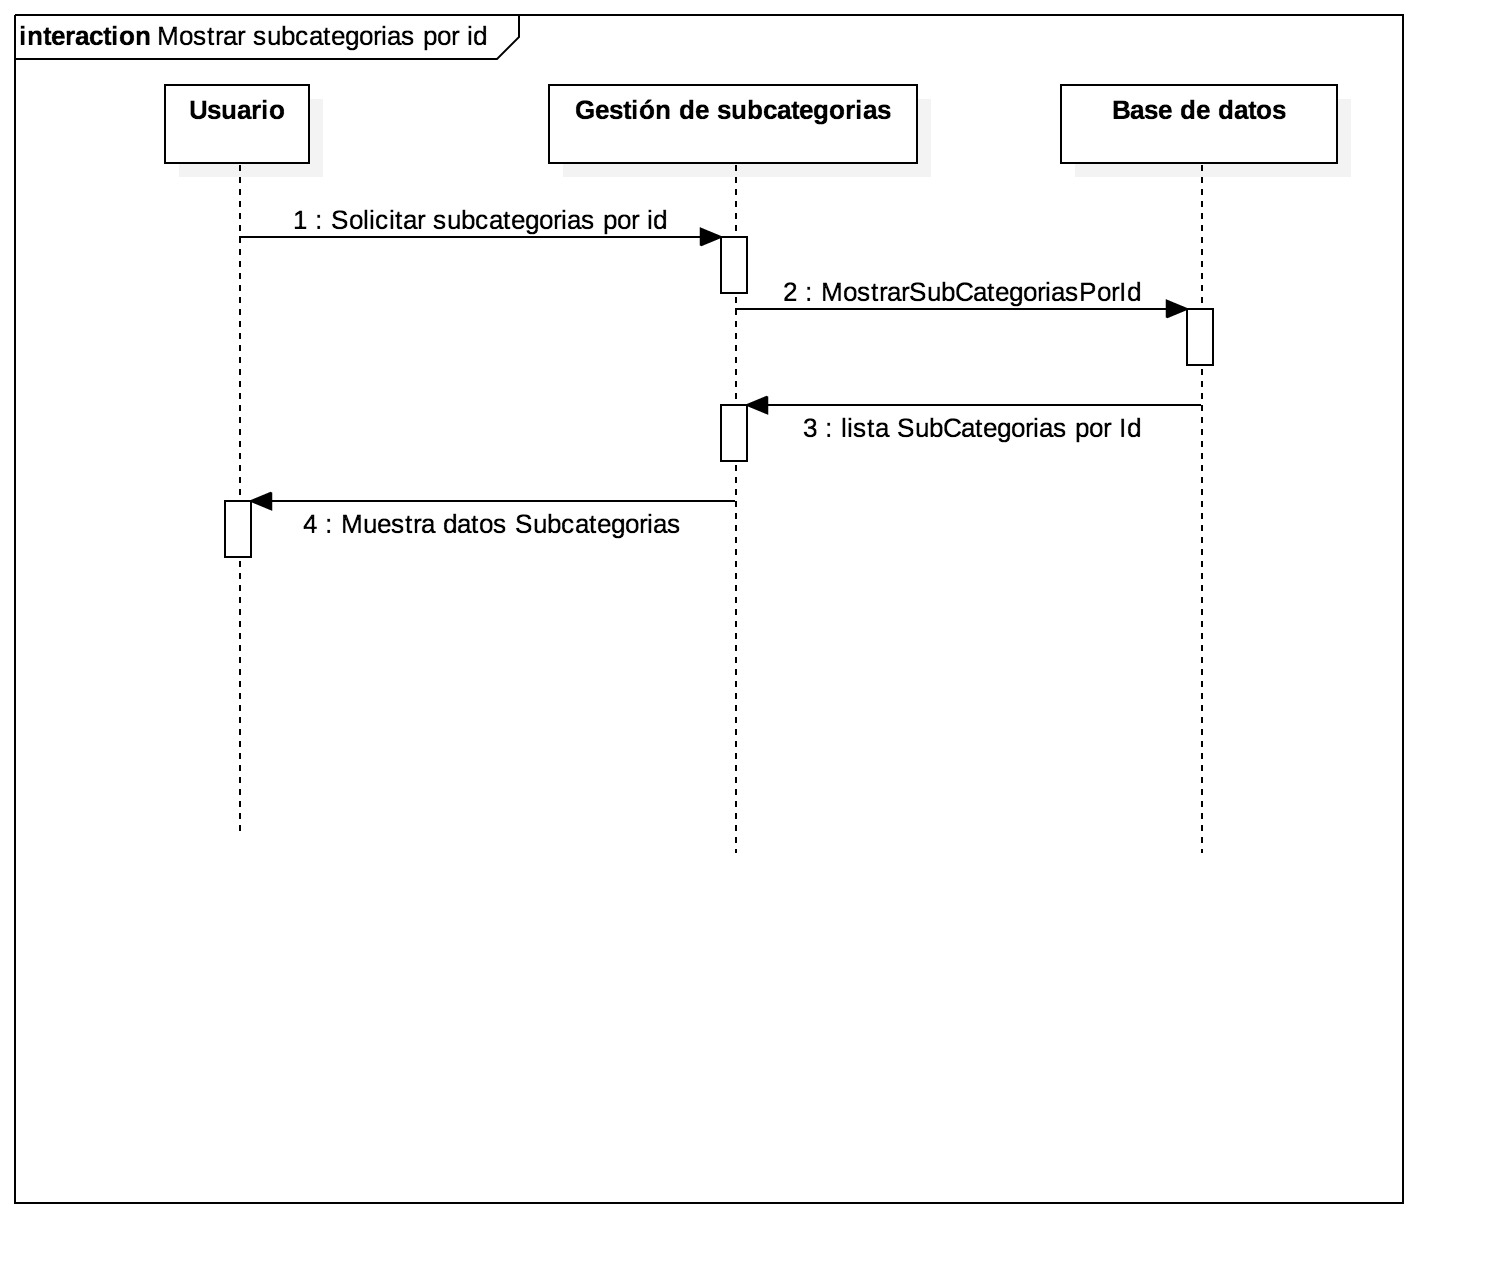 interaction Mostrar subcategorias por id
Usuario
Gestión de subcategorias
Base de datos
1 : Solicitar subcategorias por id
2 : MostrarSubCategoriasPorId
3 : lista SubCategorias por Id
4 : Muestra datos Subcategorias